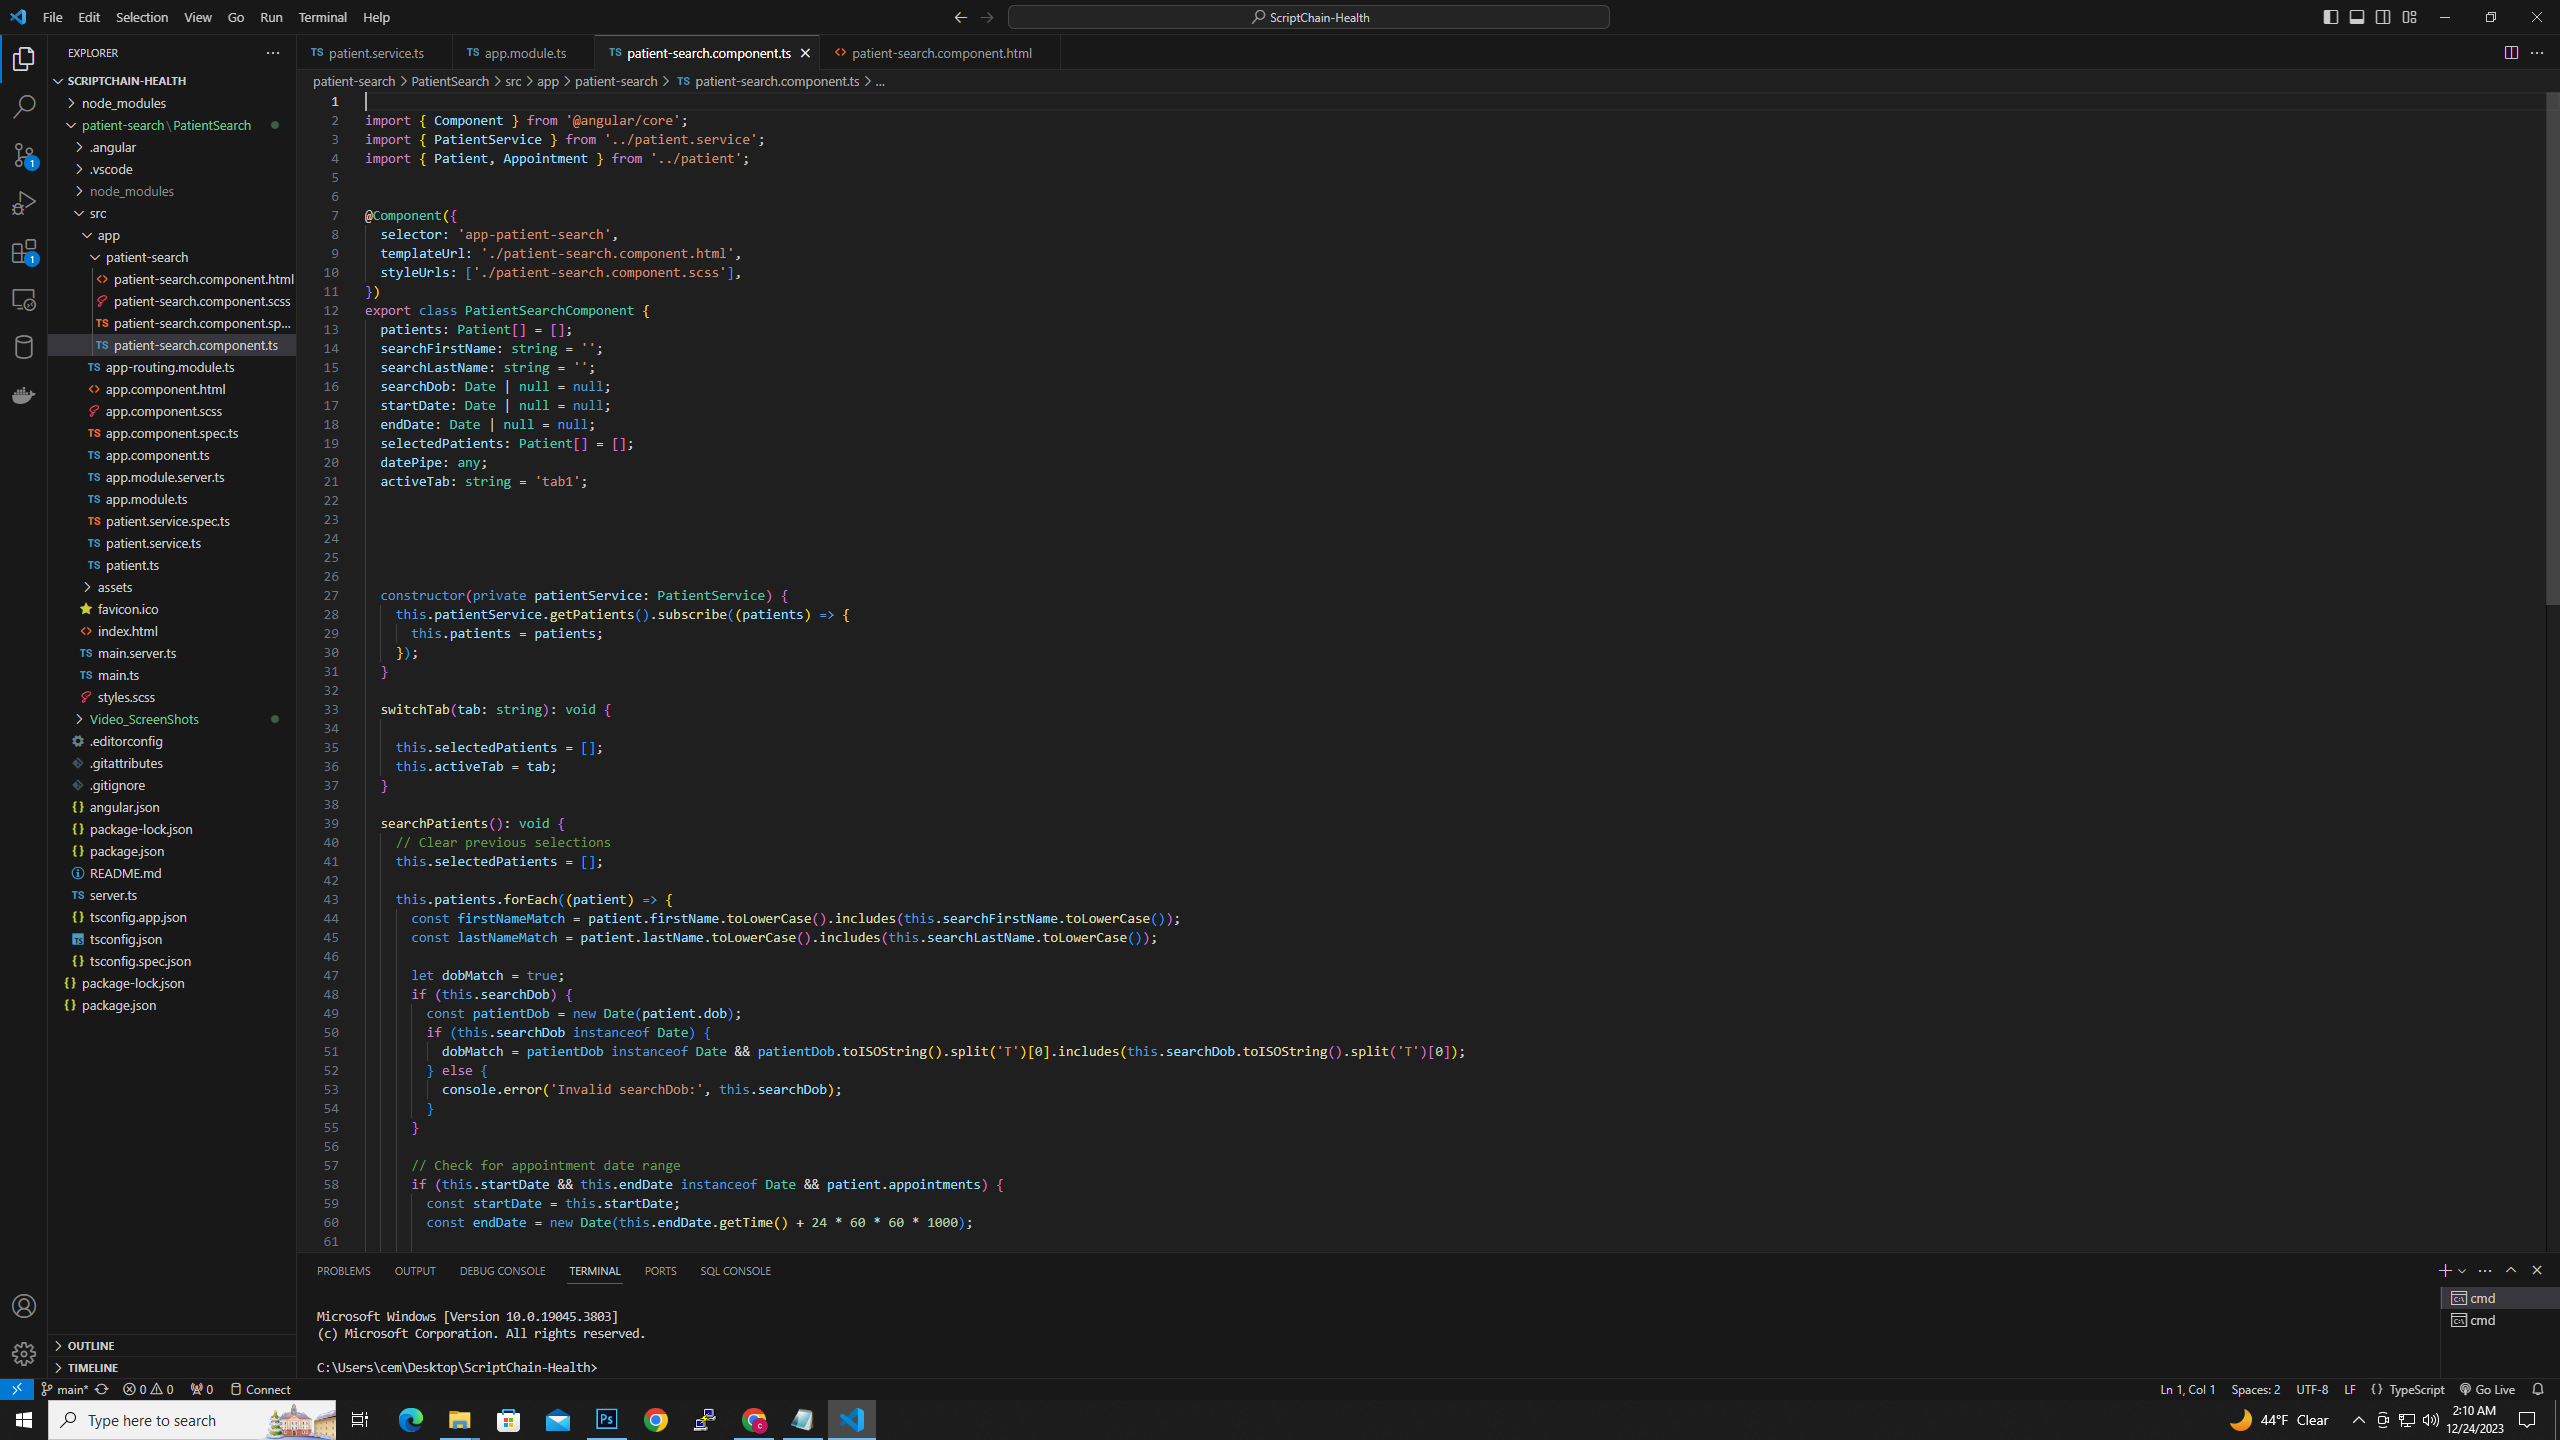 File Edit Selection View Go Run Terminal Help
ScriptChain-Health
EXPLORER
SCRIPTCHAIN-HEALTH
node_modules
patient-search\PatientSearch
.angular
.vscode
node_modules
src
app
patient-search
patient-search.component.html
patient-search.component.scss
patient-search.component.sp...
patient-search.component.ts
app-routing.module.ts
app.component.html
app.component.scss
app.component.spec.ts
app.component.ts
app.module.server.ts
app.module.ts
patient.service.spec.ts
patient.service.ts
patient.ts
assets
favicon.ico
index.html
main.server.ts
main.ts
styles.scss
Video_ScreenShots
.editorconfig
.gitattributes
.gitignore
angular.json
package-lock.json
package.json
README.md
server.ts
tsconfig.app.json
tsconfig.json
tsconfig.spec.json
package-lock.json
package.json
OUTLINE
TIMELINE
TS patient.service.ts TS app.module.ts TS patient-search.component.ts patient-search.component.html
patient-search > PatientSearch > src > app > patient-search > TS patient-search.component.ts > ...
1
2 import { Component } from '@angular/core';
3 import { PatientService } from '../patient.service';
4 import { Patient, Appointment } from '../patient';
5
6
7 @Component({
8 selector: 'app-patient-search',
9 templateUrl: './patient-search.component.html',
10 styleUrls: ['./patient-search.component.scss'],
11 })
12 export class PatientSearchComponent {
13 patients: Patient[] = [];
14 searchFirstName: string = '';
15 searchLastName: string = '';
16 searchDob: Date | null = null;
17 startDate: Date | null = null;
18 endDate: Date | null = null;
19 selectedPatients: Patient[] = [];
20 datePipe: any;
21 activeTab: string = 'tab1';
22
23
24
25
26
27 constructor(private patientService: PatientService) {
28 this.patientService.getPatients().subscribe((patients) => {
29 this.patients = patients;
30 });
31 }
32
33 switchTab(tab: string): void {
34
35 this.selectedPatients = [];
36 this.activeTab = tab;
37 }
38
39 searchPatients(): void {
40 // Clear previous selections
41 this.selectedPatients = [];
42
43 this.patients.forEach((patient) => {
44 const firstNameMatch = patient.firstName.toLowerCase().includes(this.searchFirstName.toLowerCase());
45 const lastNameMatch = patient.lastName.toLowerCase().includes(this.searchLastName.toLowerCase());
46
47 let dobMatch = true;
48 if (this.searchDob) {
49 const patientDob = new Date(patient.dob);
50 if (this.searchDob instanceof Date) {
51 dobMatch = patientDob instanceof Date && patientDob.toISOString().split('T')[0].includes(this.searchDob.toISOString().split('T')[0]);
52 } else {
53 console.error('Invalid searchDob:', this.searchDob);
54 }
55 }
56
57 // Check for appointment date range
58 if (this.startDate && this.endDate instanceof Date && patient.appointments) {
59 const startDate = this.startDate;
60 const endDate = new Date(this.endDate.getTime() + 24 * 60 * 60 * 1000);
61
PROBLEMS OUTPUT DEBUG CONSOLE TERMINAL PORTS SQL CONSOLE
Microsoft Windows [Version 10.0.19045.3803]
(c) Microsoft Corporation. All rights reserved.
C:\Users\cem\Desktop\ScriptChain-Health>
cmd
cmd
main* 0 0 0 Connect
Ln 1, Col 1 Spaces: 2 UTF-8 LF {} TypeScript Go Live
Type here to search
Ps
44°F Clear
2:10 AM
12/24/2023